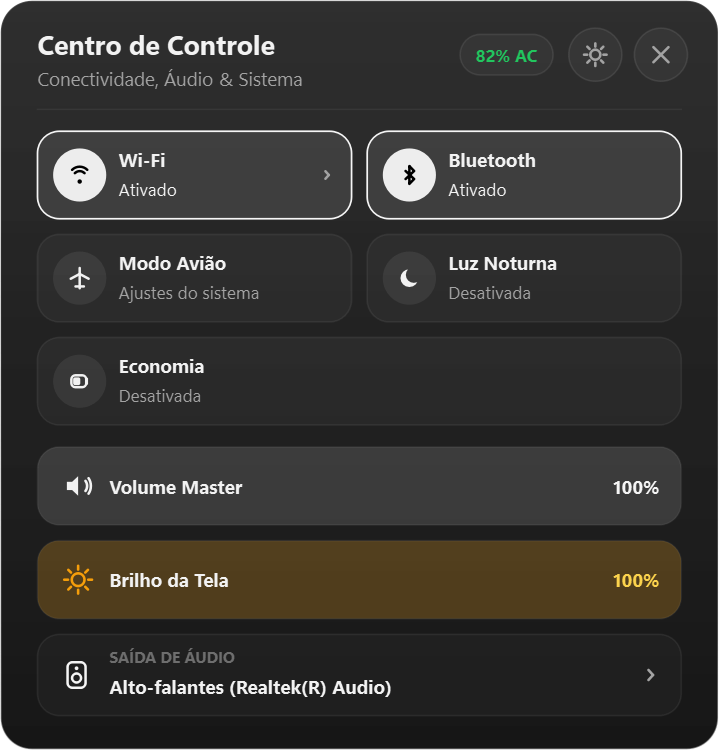 Centro de Controle
82% AC
Conectividade, Áudio & Sistema
Wi-Fi
Ativado
Bluetooth
Ativado
Modo Avião
Ajustes do sistema
Luz Noturna
Desativada
Economia
Desativada
Volume Master
100%
Brilho da Tela
100%
SAÍDA DE ÁUDIO
Alto-falantes (Realtek(R) Audio)